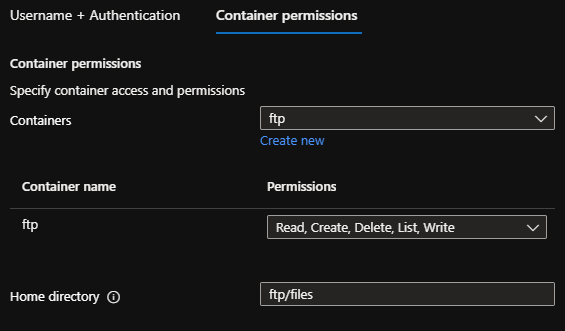 Username + Authentication Container permissions
Container permissions
Specify container access and permissions
Containers ftp
Create new
Container name Permissions
ftp Read, Create, Delete, List, Write
Home directory ftp/files